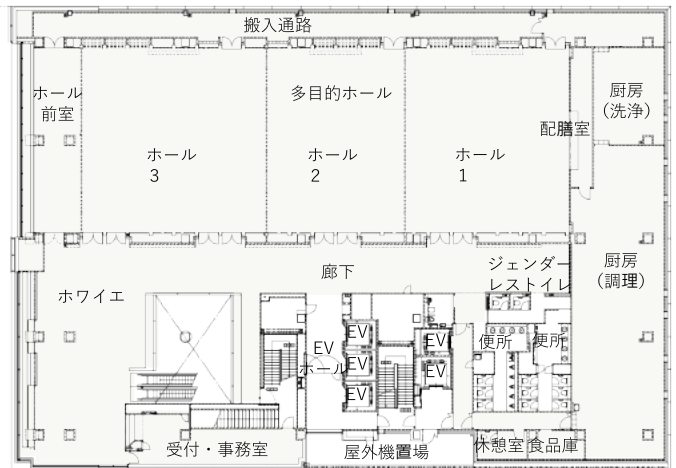 搬入通路
ホール
前室
多目的ホール
厨房
（洗浄）
配膳室
ホール
3
ホール
2
ホール
1
廊下
ジェンダー
レストイレ
厨房
（調理）
ホワイエ
EV
ホール
EV
EV
EV
EV
EV
便所
便所
受付・事務室
屋外機置場
休憩室
食品庫